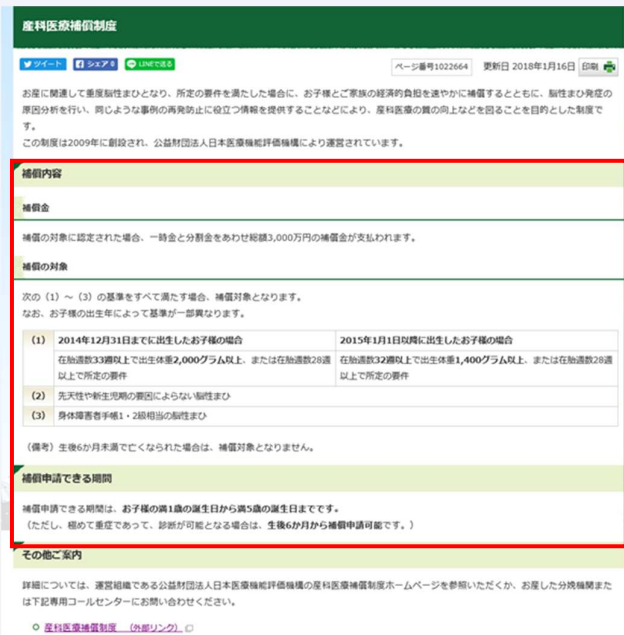 産科医療補償制度
ツイート シェア 0 LINEで送る ページ番号1022664 更新日 2018年1月16日 印刷
お産に関連して重度脳性まひとなり、所定の要件を満たした場合に、お子様とご家族の経済的負担を速やかに補償するとともに、脳性まひ発症の
原因分析を行い、同じような事例の再発防止に役立つ情報を提供することなどにより、産科医療の質の向上などを図ることを目的とした制度で
す。
この制度は2009年に創設され、公益財団法人日本医療機能評価機構により運営されています。
補償内容
補償金
補償の対象に認定された場合、一時金と分割金をあわせ総額3,000万円の補償金が支払われます。
補償の対象
次の（1）～（3）の基準をすべて満たす場合、補償対象となります。
なお、お子様の出生年によって基準が一部異なります。
(1) 2014年12月31日までに出生したお子様の場合 2015年1月1日以降に出生したお子様の場合
在胎週数33週以上で出生体重2,000グラム以上、または在胎週数28週 在胎週数32週以上で出生体重1,400グラム以上、または在胎週数28週
以上で所定の要件 以上で所定の要件
(2) 先天性や新生児期の要因によらない脳性まひ
(3) 身体障害者手帳1・2級相当の脳性まひ
（備考）生後6か月未満で亡くなられた場合は、補償対象となりません。
補償申請できる期間
補償申請できる期間は、お子様の満1歳の誕生日から満5歳の誕生日までです。
（ただし、極めて重症であって、診断が可能となる場合は、生後6か月から補償申請可能です。）
その他ご案内
詳細については、運営組織である公益財団法人日本医療機能評価機構の産科医療補償制度ホームページを参照いただくか、お産した分娩機関また
は下記専用コールセンターにお問い合わせください。
産科医療補償制度 （外部リンク）